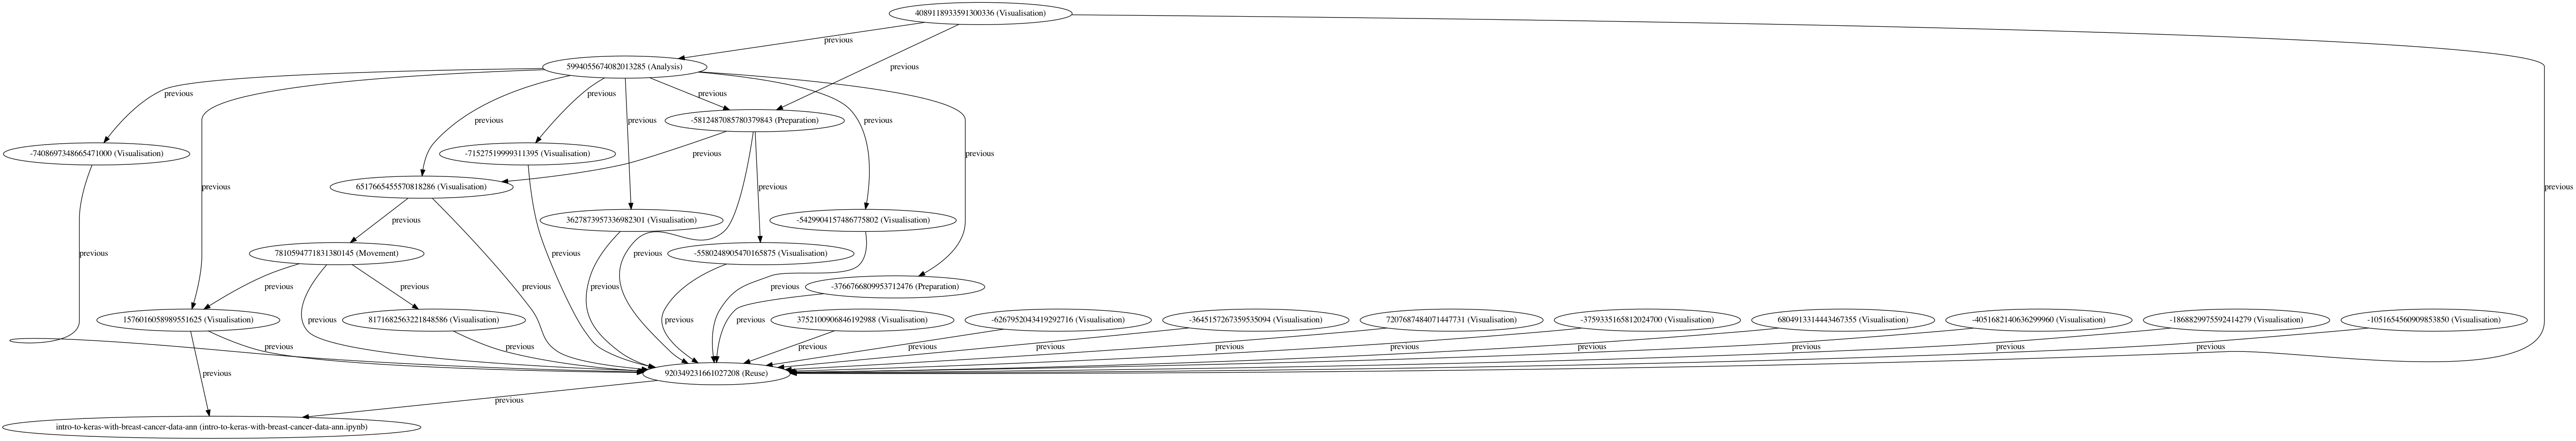 4089118933591300336 (Visualisation)
previous
5994055674082013285 (Analysis)
previous
previous
previous
previous
previous
-5812487085780379843 (Preparation)
previous
previous
previous
-7408697348665471000 (Visualisation)
-71527519999311395 (Visualisation)
previous
previous
6517665455570818286 (Visualisation)
previous
previous
previous
3627873957336982301 (Visualisation)
-5429904157486775802 (Visualisation)
previous
7810594771831380145 (Movement)
previous
previous
previous
-5580248905470165875 (Visualisation)
previous
previous
previous
previous
previous
-3766766809953712476 (Preparation)
1576016058989551625 (Visualisation)
previous
8171682563221848586 (Visualisation)
previous
previous
3752100906846192988 (Visualisation)
-6267952043419292716 (Visualisation)
-3645157267359535094 (Visualisation)
7207687484071447731 (Visualisation)
-3759335165812024700 (Visualisation)
6804913314443467355 (Visualisation)
-4051682140636299960 (Visualisation)
-1868829975592414279 (Visualisation)
-1051654560909853850 (Visualisation)
previous
previous
previous
previous
previous
previous
previous
previous
previous
previous
previous
previous
920349231661027208 (Reuse)
previous
intro-to-keras-with-breast-cancer-data-ann (intro-to-keras-with-breast-cancer-data-ann.ipynb)